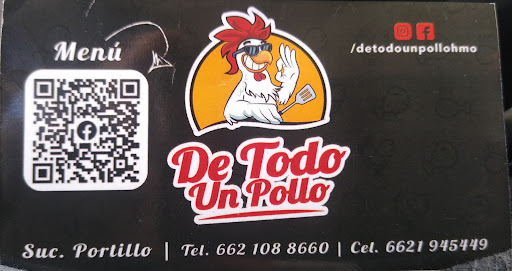 Menú
/detodounpollohmo
De Todo
Un Pollo
Suc. Portillo | Tel. 662 108 8660 | Cel. 6621 945449